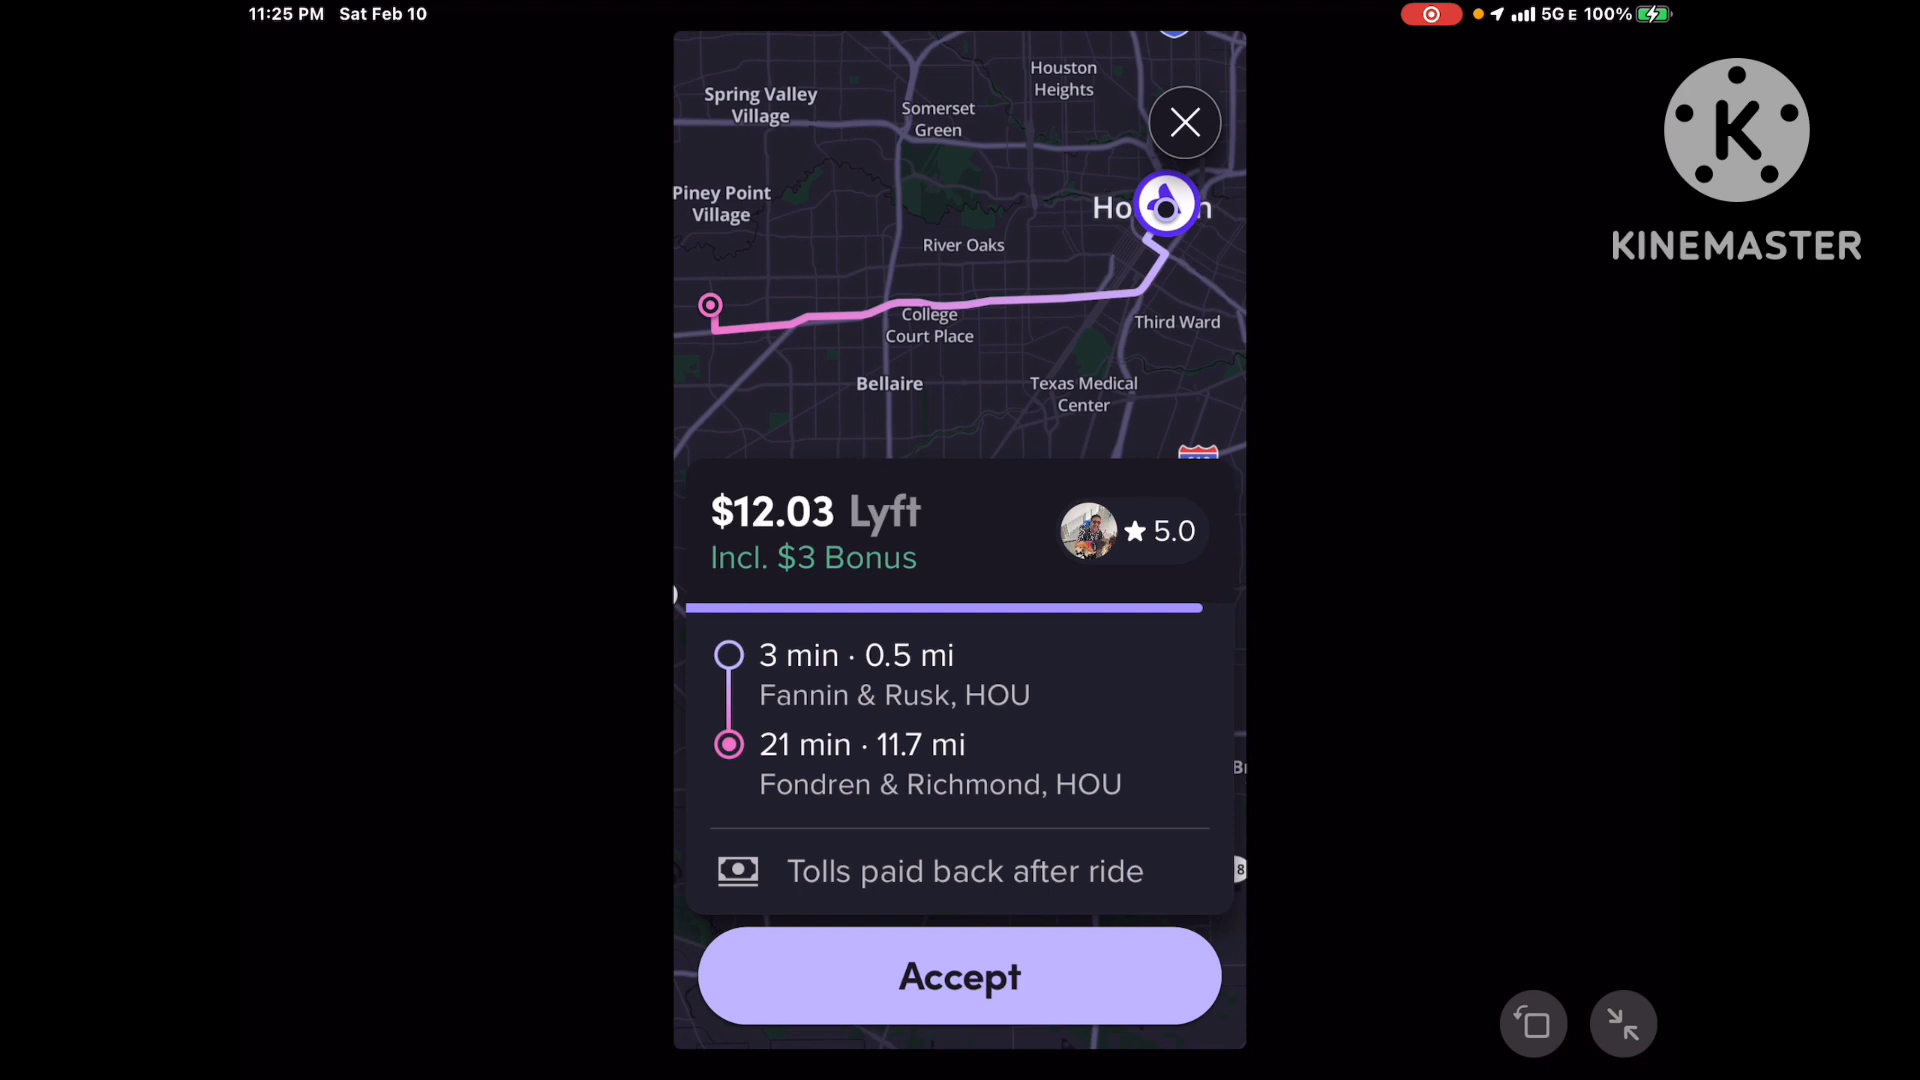 11:25 PM Sat Feb 10
5G E 100%
KINEMASTER
Houston
Heights
Spring Valley
Village
Somerset
Green
Piney Point
Village
River Oaks
College
Court Place
Third Ward
Bellaire
Texas Medical
Center
$12.03 Lyft
Incl. $3 Bonus
5.0
3 min · 0.5 mi
Fannin & Rusk, HOU
21 min · 11.7 mi
Fondren & Richmond, HOU
Tolls paid back after ride
8
Accept